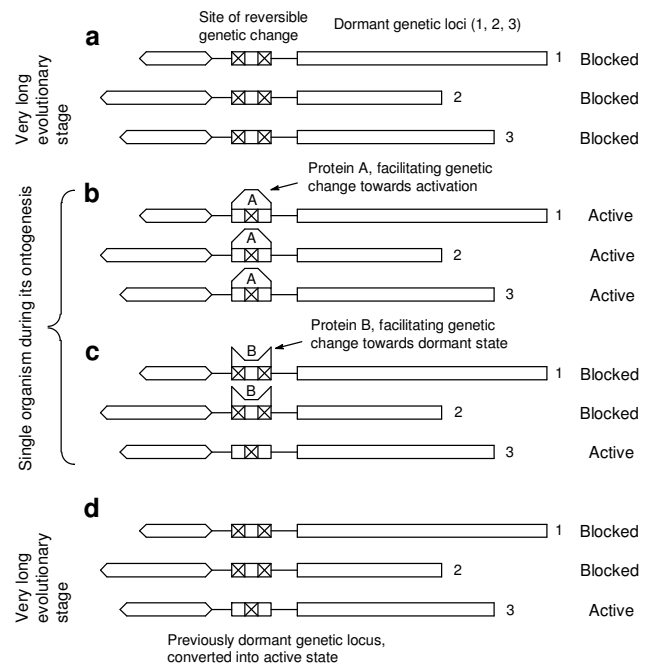 Site of reversible
genetic change
Dormant genetic loci (1, 2, 3)
a
Very long
evolutionary
stage
1 Blocked
2 Blocked
3 Blocked
Single organism during its ontogenesis
b
Protein A, facilitating genetic
change towards activation
A
1 Active
A
2 Active
A
3 Active
c
Protein B, facilitating genetic
change towards dormant state
B
1 Blocked
B
2 Blocked
3 Active
d
Very long
evolutionary
stage
1 Blocked
2 Blocked
3 Active
Previously dormant genetic locus,
converted into active state